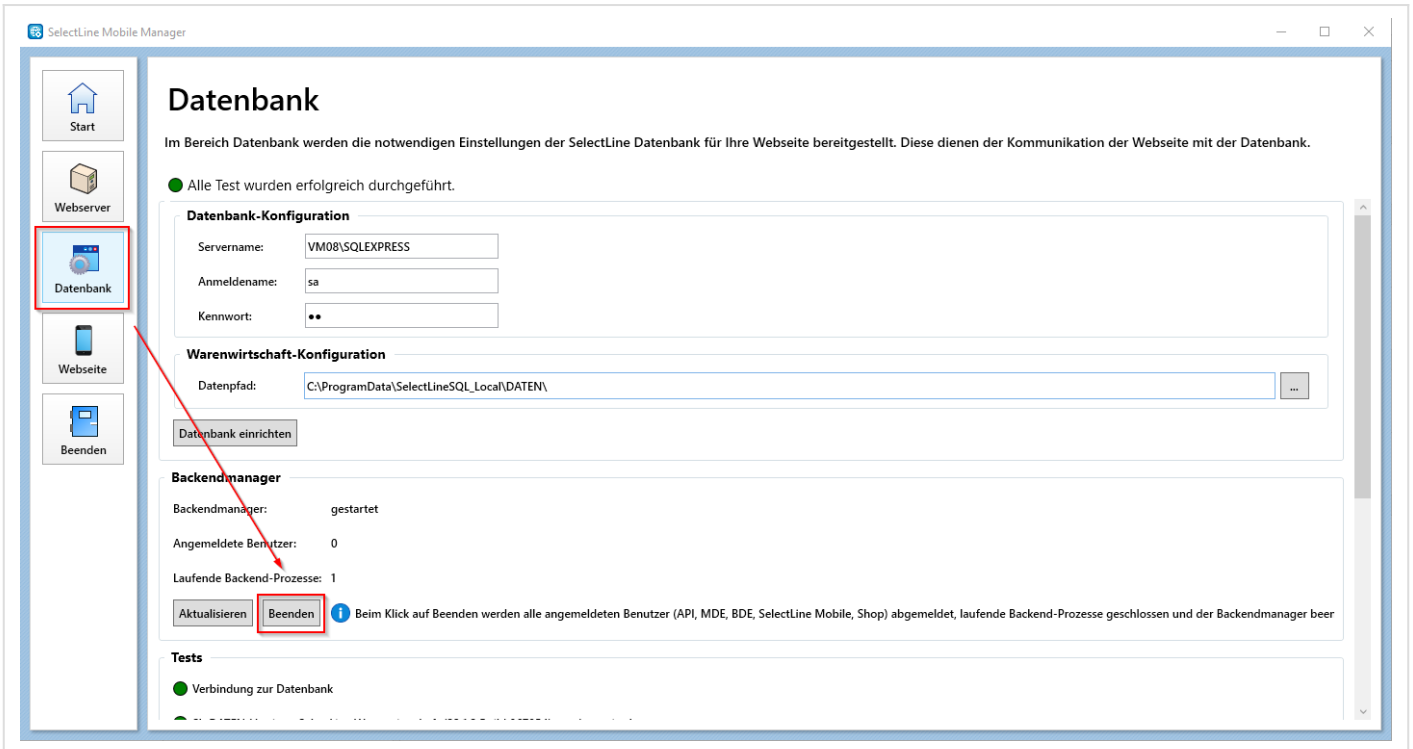 SelectLine Mobile Manager
Start
Webserver
Datenbank
Webseite
Beenden
Datenbank
Im Bereich Datenbank werden die notwendigen Einstellungen der SelectLine Datenbank für Ihre Webseite bereitgestellt. Diese dienen der Kommunikation der Webseite mit der Datenbank.
Alle Test wurden erfolgreich durchgeführt.
Datenbank-Konfiguration
Servername: VM08\SQLEXPRESS
Anmeldename: sa
Kennwort: ••
Warenwirtschaft-Konfiguration
Datenpfad: C:\ProgramData\SelectLineSQL_Local\DATEN\ ...
Datenbank einrichten
Backendmanager
Backendmanager: gestartet
Angemeldete Benutzer: 0
Laufende Backend-Prozesse: 1
Aktualisieren Beenden Beim Klick auf Beenden werden alle angemeldeten Benutzer (API, MDE, BDE, SelectLine Mobile, Shop) abgemeldet, laufende Backend-Prozesse geschlossen und der Backendmanager beer
Tests
Verbindung zur Datenbank